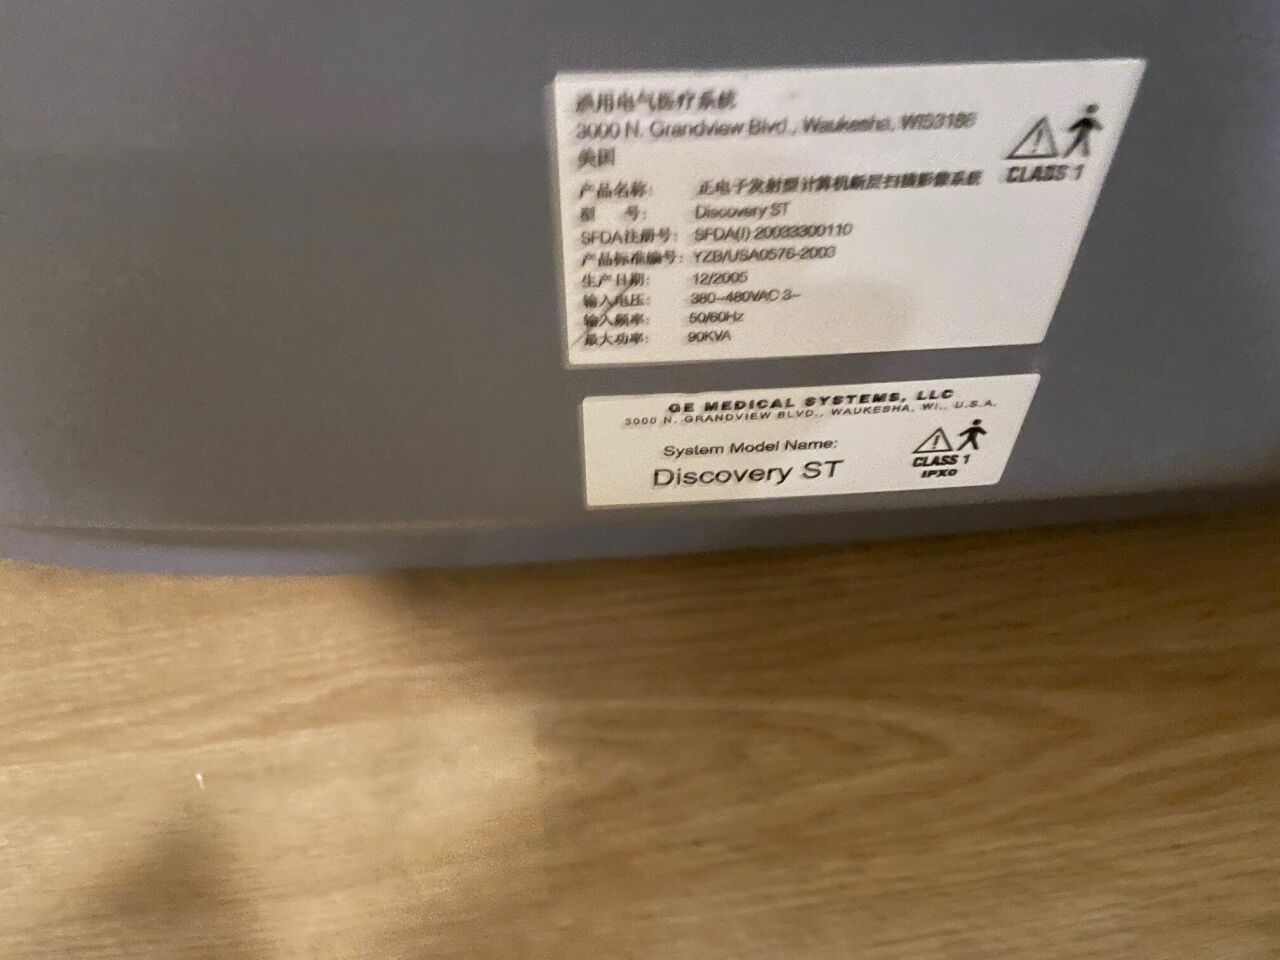 通用电气医疗系统
3000 N. Grandview Blvd., Waukesha, WI53188
美国
产品名称: 正电子发射型计算机断层扫描影像系统
型 号: Discovery ST
SFDA注册号: SFDA(I) 20033300110
产品标准编号: YZB/USA0576-2003
生产日期: 12/2005
输入电压: 380~480VAC 3~
输入频率: 50/60Hz
最大功率: 90KVA
CLASS 1
GE MEDICAL SYSTEMS, LLC
3000 N. GRANDVIEW BLVD., WAUKESHA, WI., U.S.A.
System Model Name:
Discovery ST
CLASS 1
IPX0